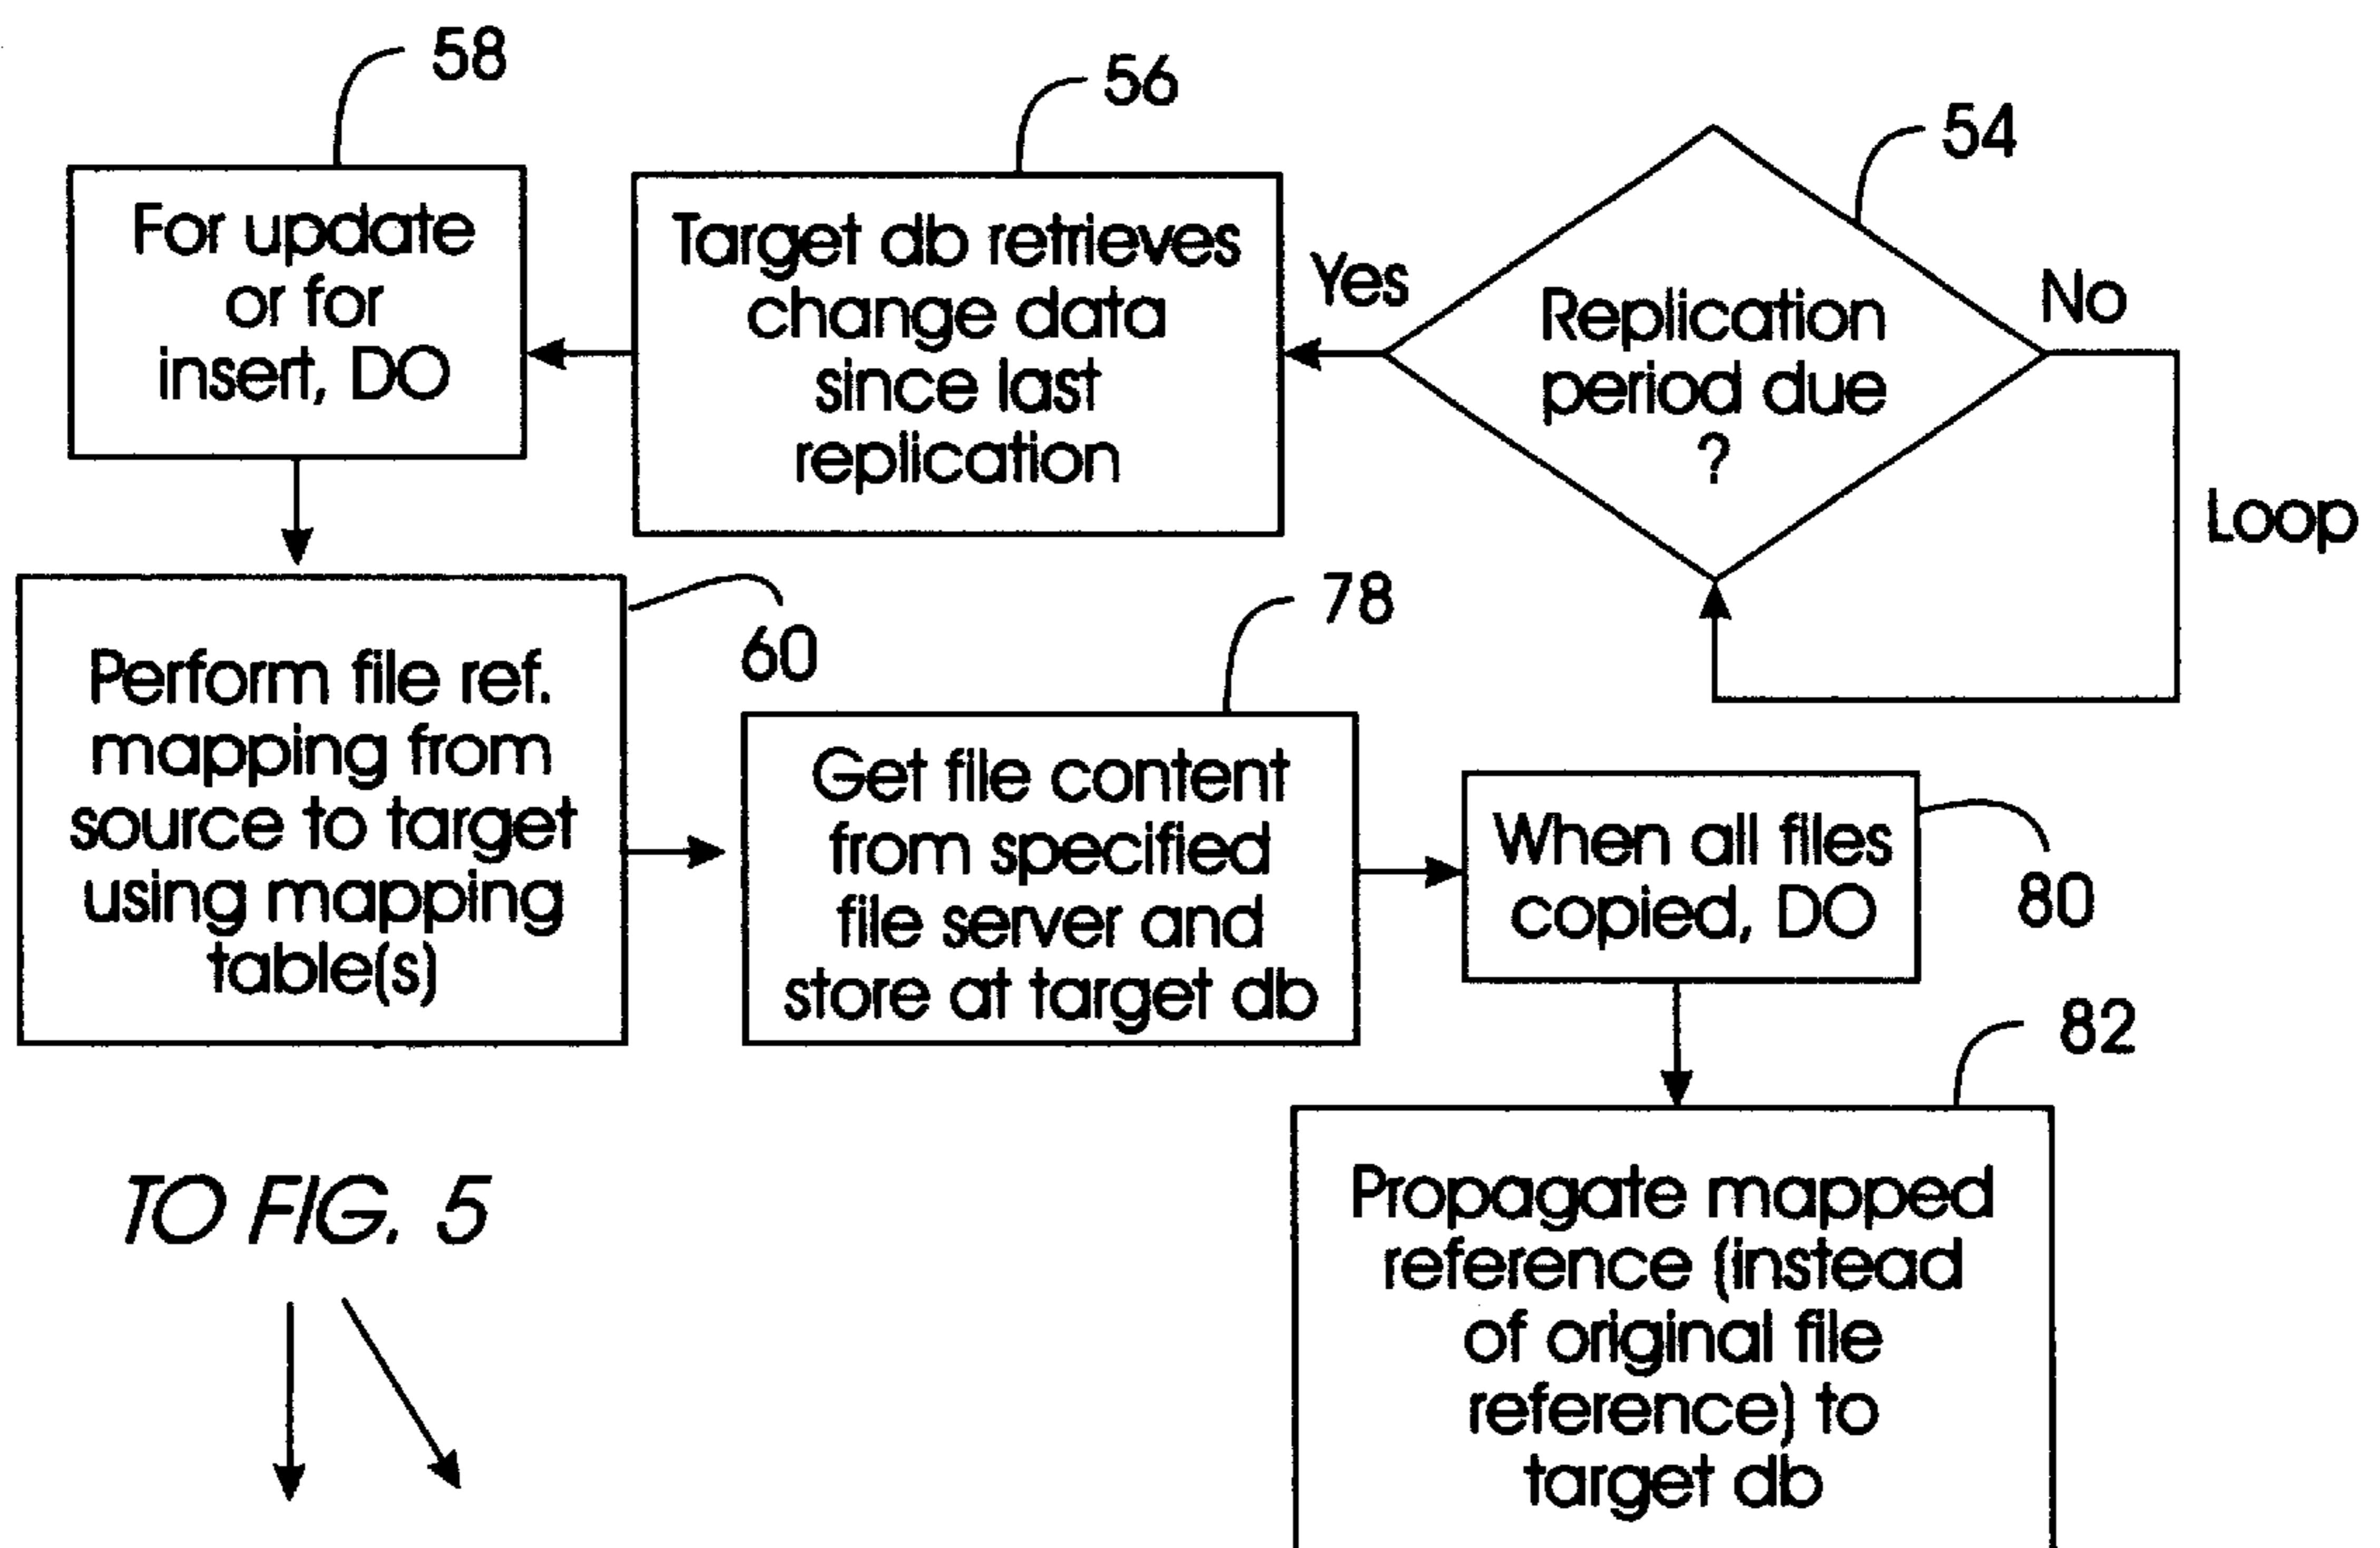 58
56
54
For update
or for
insert, DO
Target db retrieves
change data
since last
replication
Yes
Replication
period due
?
No
Loop
60
Perform file ref.
mapping from
source to target
using mapping
table(s)
78
Get file content
from specified
file server and
store at target db
When all files
copied, DO
80
82
Propagate mapped
reference (instead
of original file
reference) to
target db
TO FIG. 5